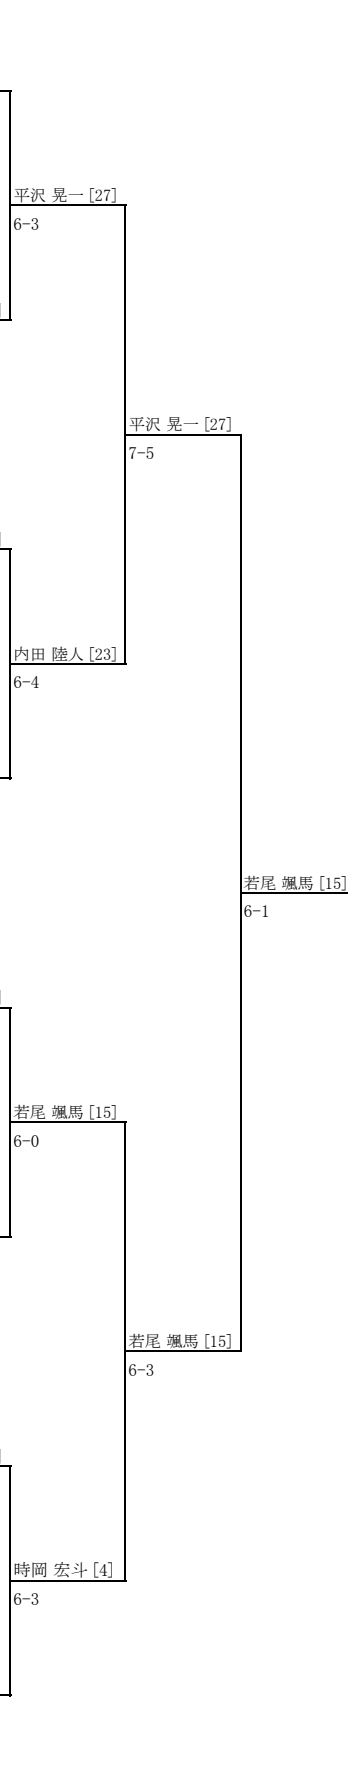 平沢 晃一 [27]
6-3
平沢 晃一 [27]
7-5
内田 陸人 [23]
6-4
若尾 颯馬 [15]
6-1
若尾 颯馬 [15]
6-0
若尾 颯馬 [15]
6-3
時岡 宏斗 [4]
6-3